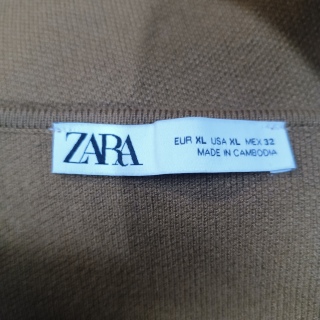 ZARA
EUR XL USA XL MEX 32
MADE IN CAMBODIA